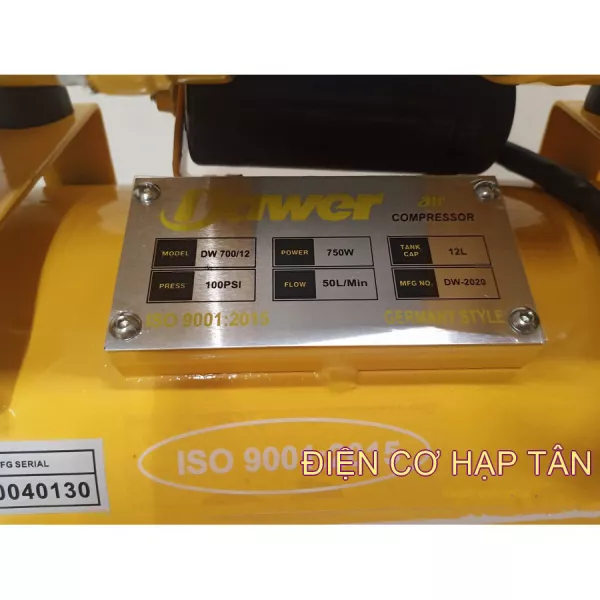 air
COMPRESSOR
MODEL DW 700/12 POWER 750W TANK CAP 12L
PRESS 100PSI FLOW 50L/Min MFG NO. DW-2020
ISO 9001:2015 GERMANY STYLE
ISO 9001:2015
ĐIỆN CƠ HẠP TÂN
FG SERIAL
0040130